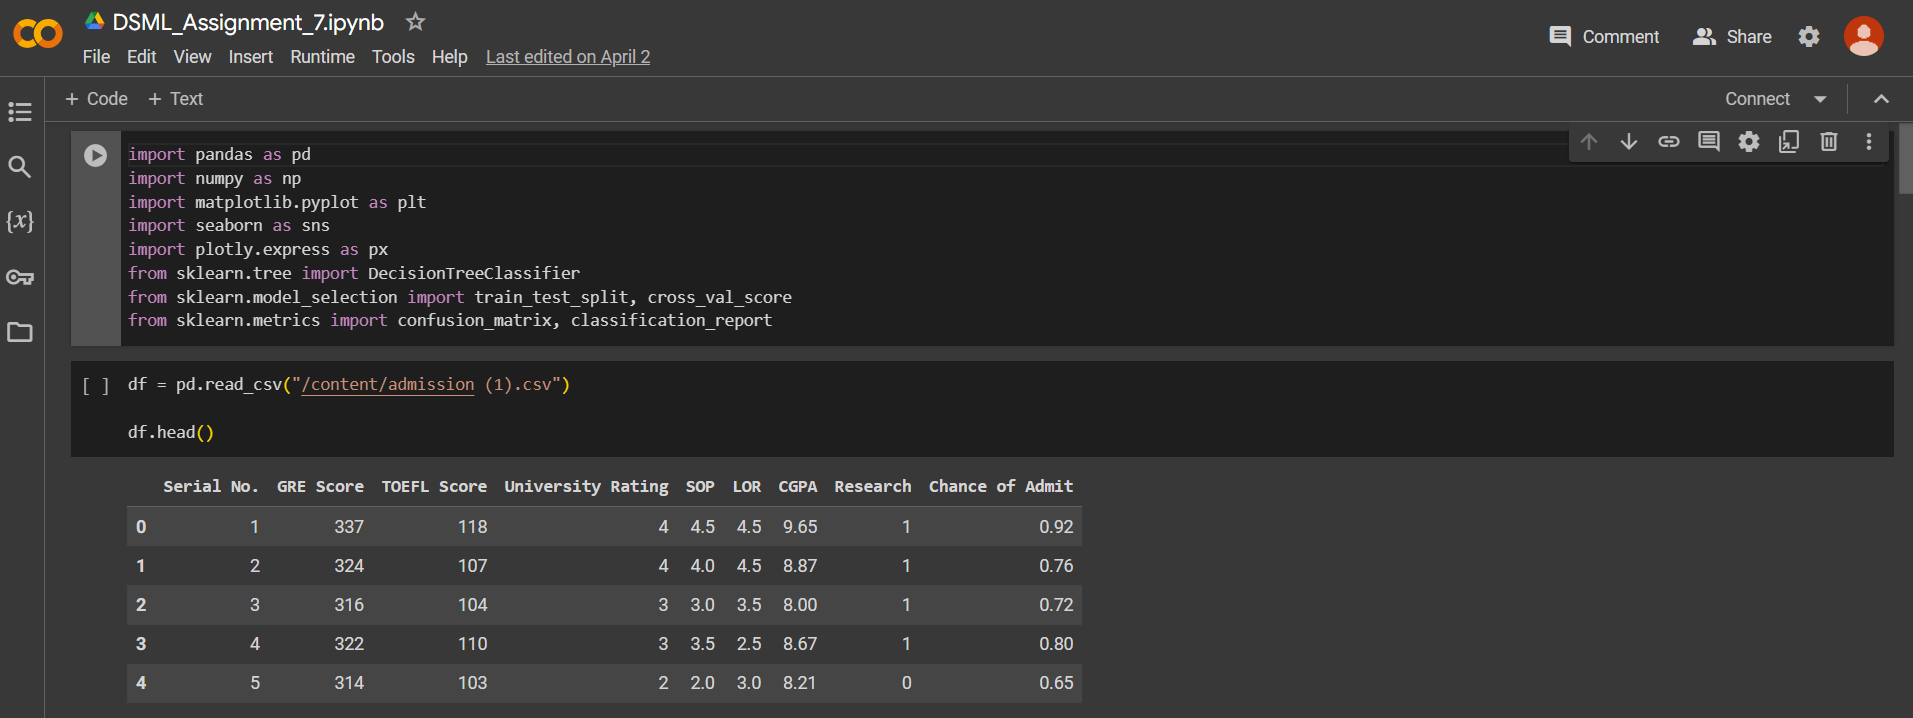 DSML_Assignment_7.ipynb
File Edit View Insert Runtime Tools Help Last edited on April 2
Comment Share
+ Code + Text Connect
import pandas as pd
import numpy as np
import matplotlib.pyplot as plt
import seaborn as sns
import plotly.express as px
from sklearn.tree import DecisionTreeClassifier
from sklearn.model_selection import train_test_split, cross_val_score
from sklearn.metrics import confusion_matrix, classification_report
[ ] df = pd.read_csv("/content/admission (1).csv")
df.head()
Serial No. GRE Score TOEFL Score University Rating SOP LOR CGPA Research Chance of Admit
0 1 337 118 4 4.5 4.5 9.65 1 0.92
1 2 324 107 4 4.0 4.5 8.87 1 0.76
2 3 316 104 3 3.0 3.5 8.00 1 0.72
3 4 322 110 3 3.5 2.5 8.67 1 0.80
4 5 314 103 2 2.0 3.0 8.21 0 0.65